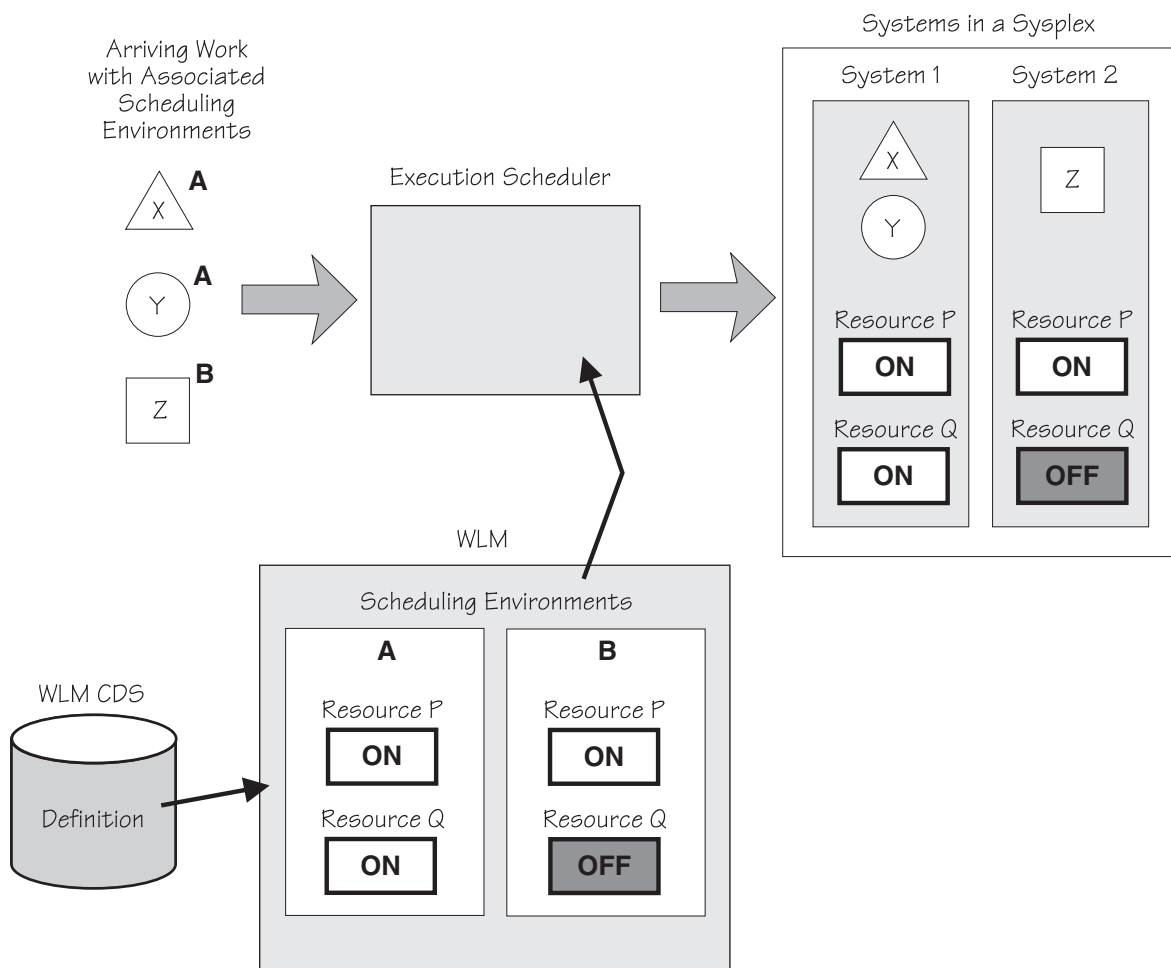 Arriving Work
with Associated
Scheduling
Environments
X A
Y A
Z B
Execution Scheduler
Systems in a Sysplex
System 1
X
Y
Resource P
ON
Resource Q
ON
System 2
Z
Resource P
ON
Resource Q
OFF
WLM
Scheduling Environments
A
Resource P
ON
Resource Q
ON
B
Resource P
ON
Resource Q
OFF
WLM CDS
Definition